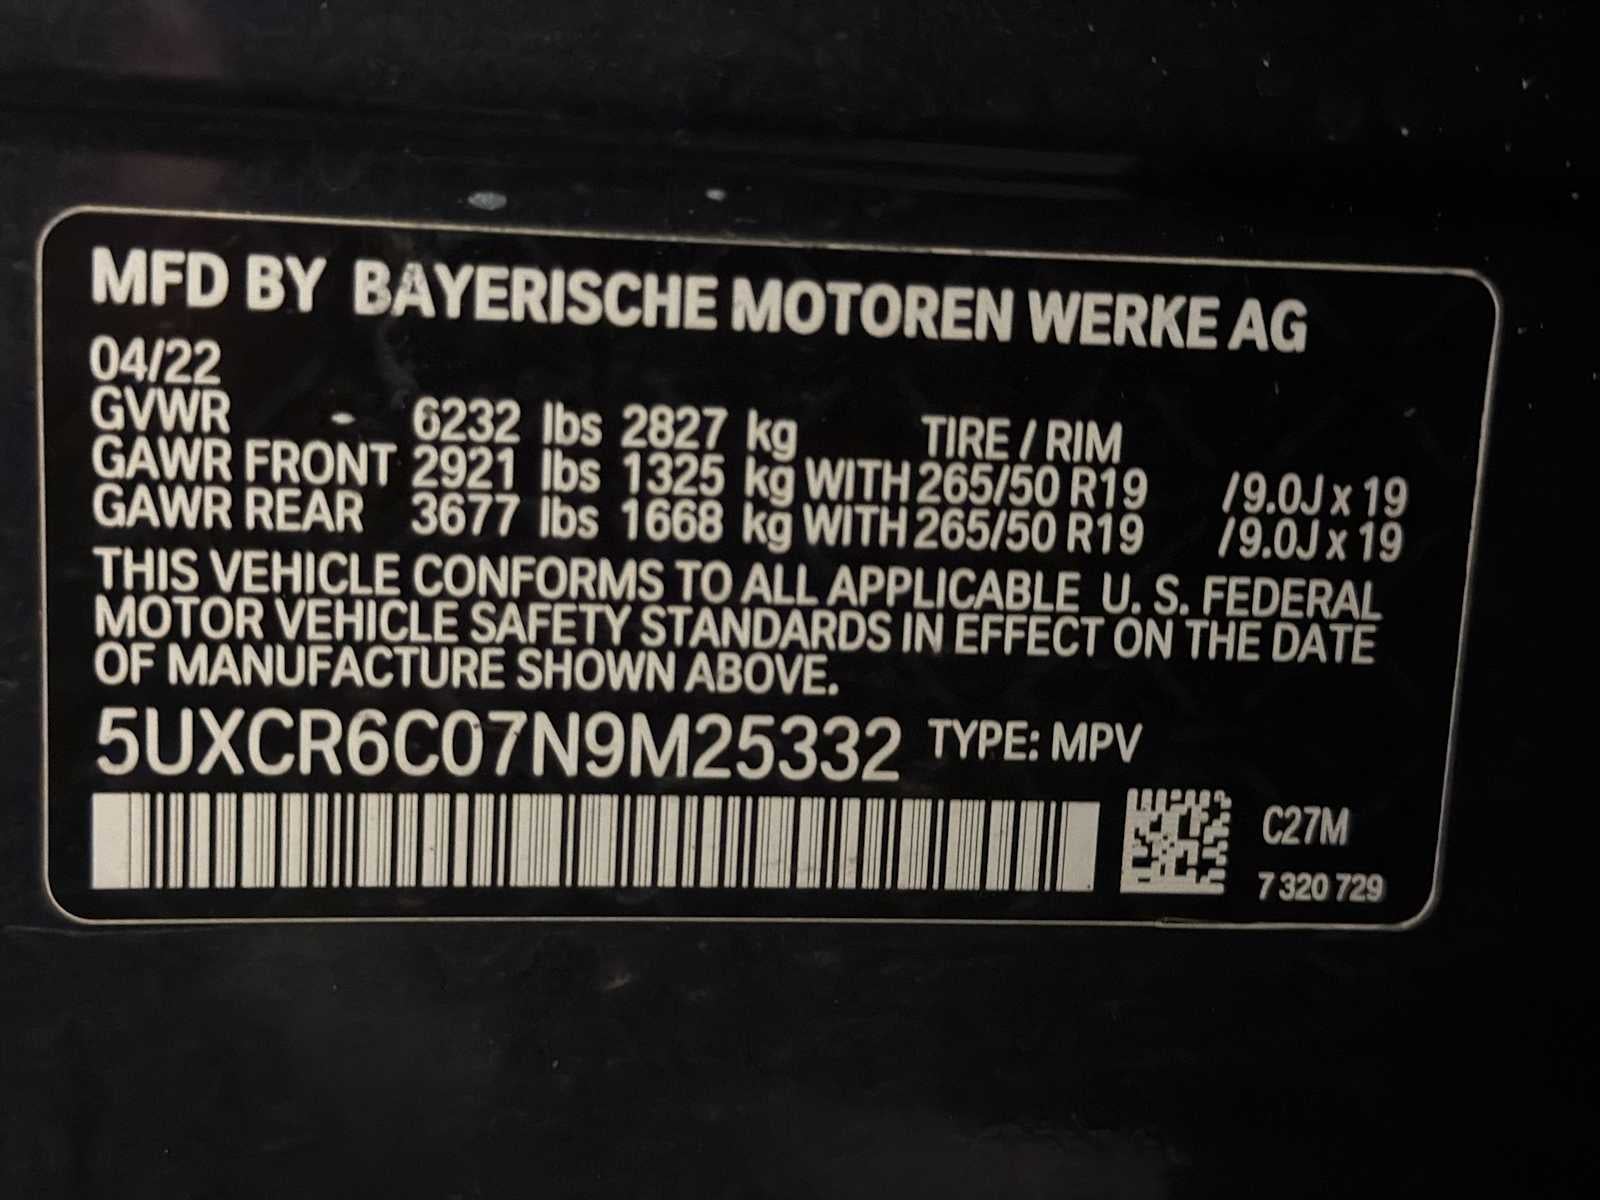 MFD BY BAYERISCHE MOTOREN WERKE AG
04/22
GVWR - 6232 lbs 2827 kg TIRE / RIM
GAWR FRONT 2921 lbs 1325 kg WITH 265/50 R19 /9.0J x 19
GAWR REAR 3677 lbs 1668 kg WITH 265/50 R19 /9.0J x 19
THIS VEHICLE CONFORMS TO ALL APPLICABLE U. S. FEDERAL
MOTOR VEHICLE SAFETY STANDARDS IN EFFECT ON THE DATE
OF MANUFACTURE SHOWN ABOVE.
5UXCR6C07N9M25332 TYPE: MPV
C27M
7 320 729